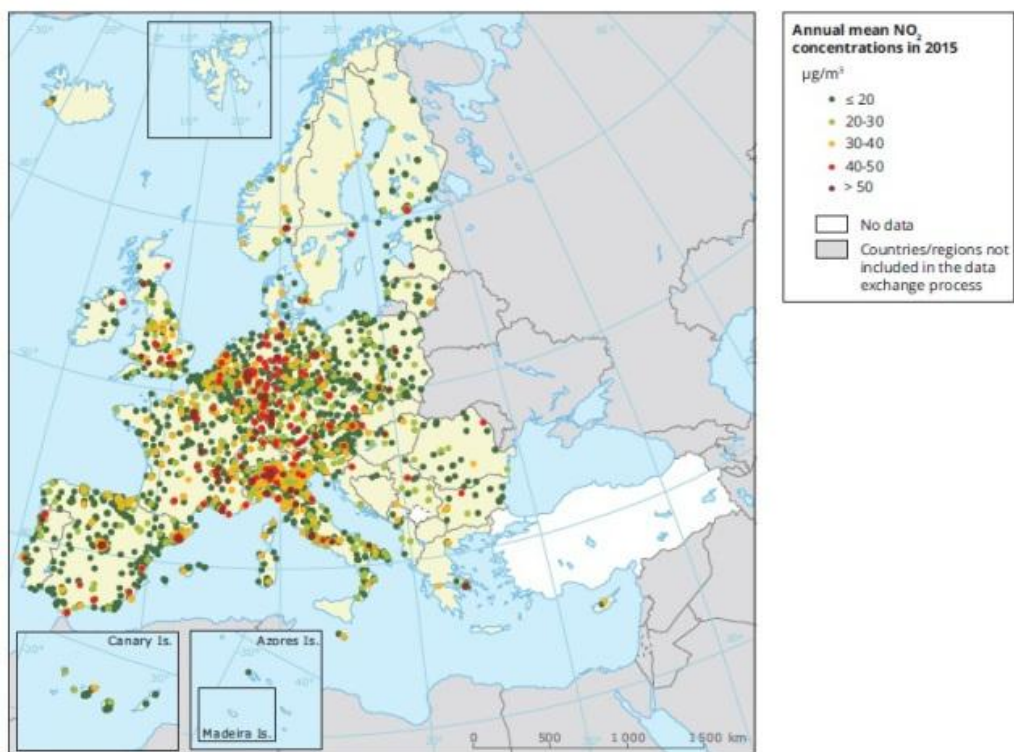 Annual mean NO₂
concentrations in 2015
µg/m³
≤ 20
20-30
30-40
40-50
> 50
No data
Countries/regions not
included in the data
exchange process
Canary Is.
Azores Is.
Madeira Is.
0 500 1 000 1 500 km